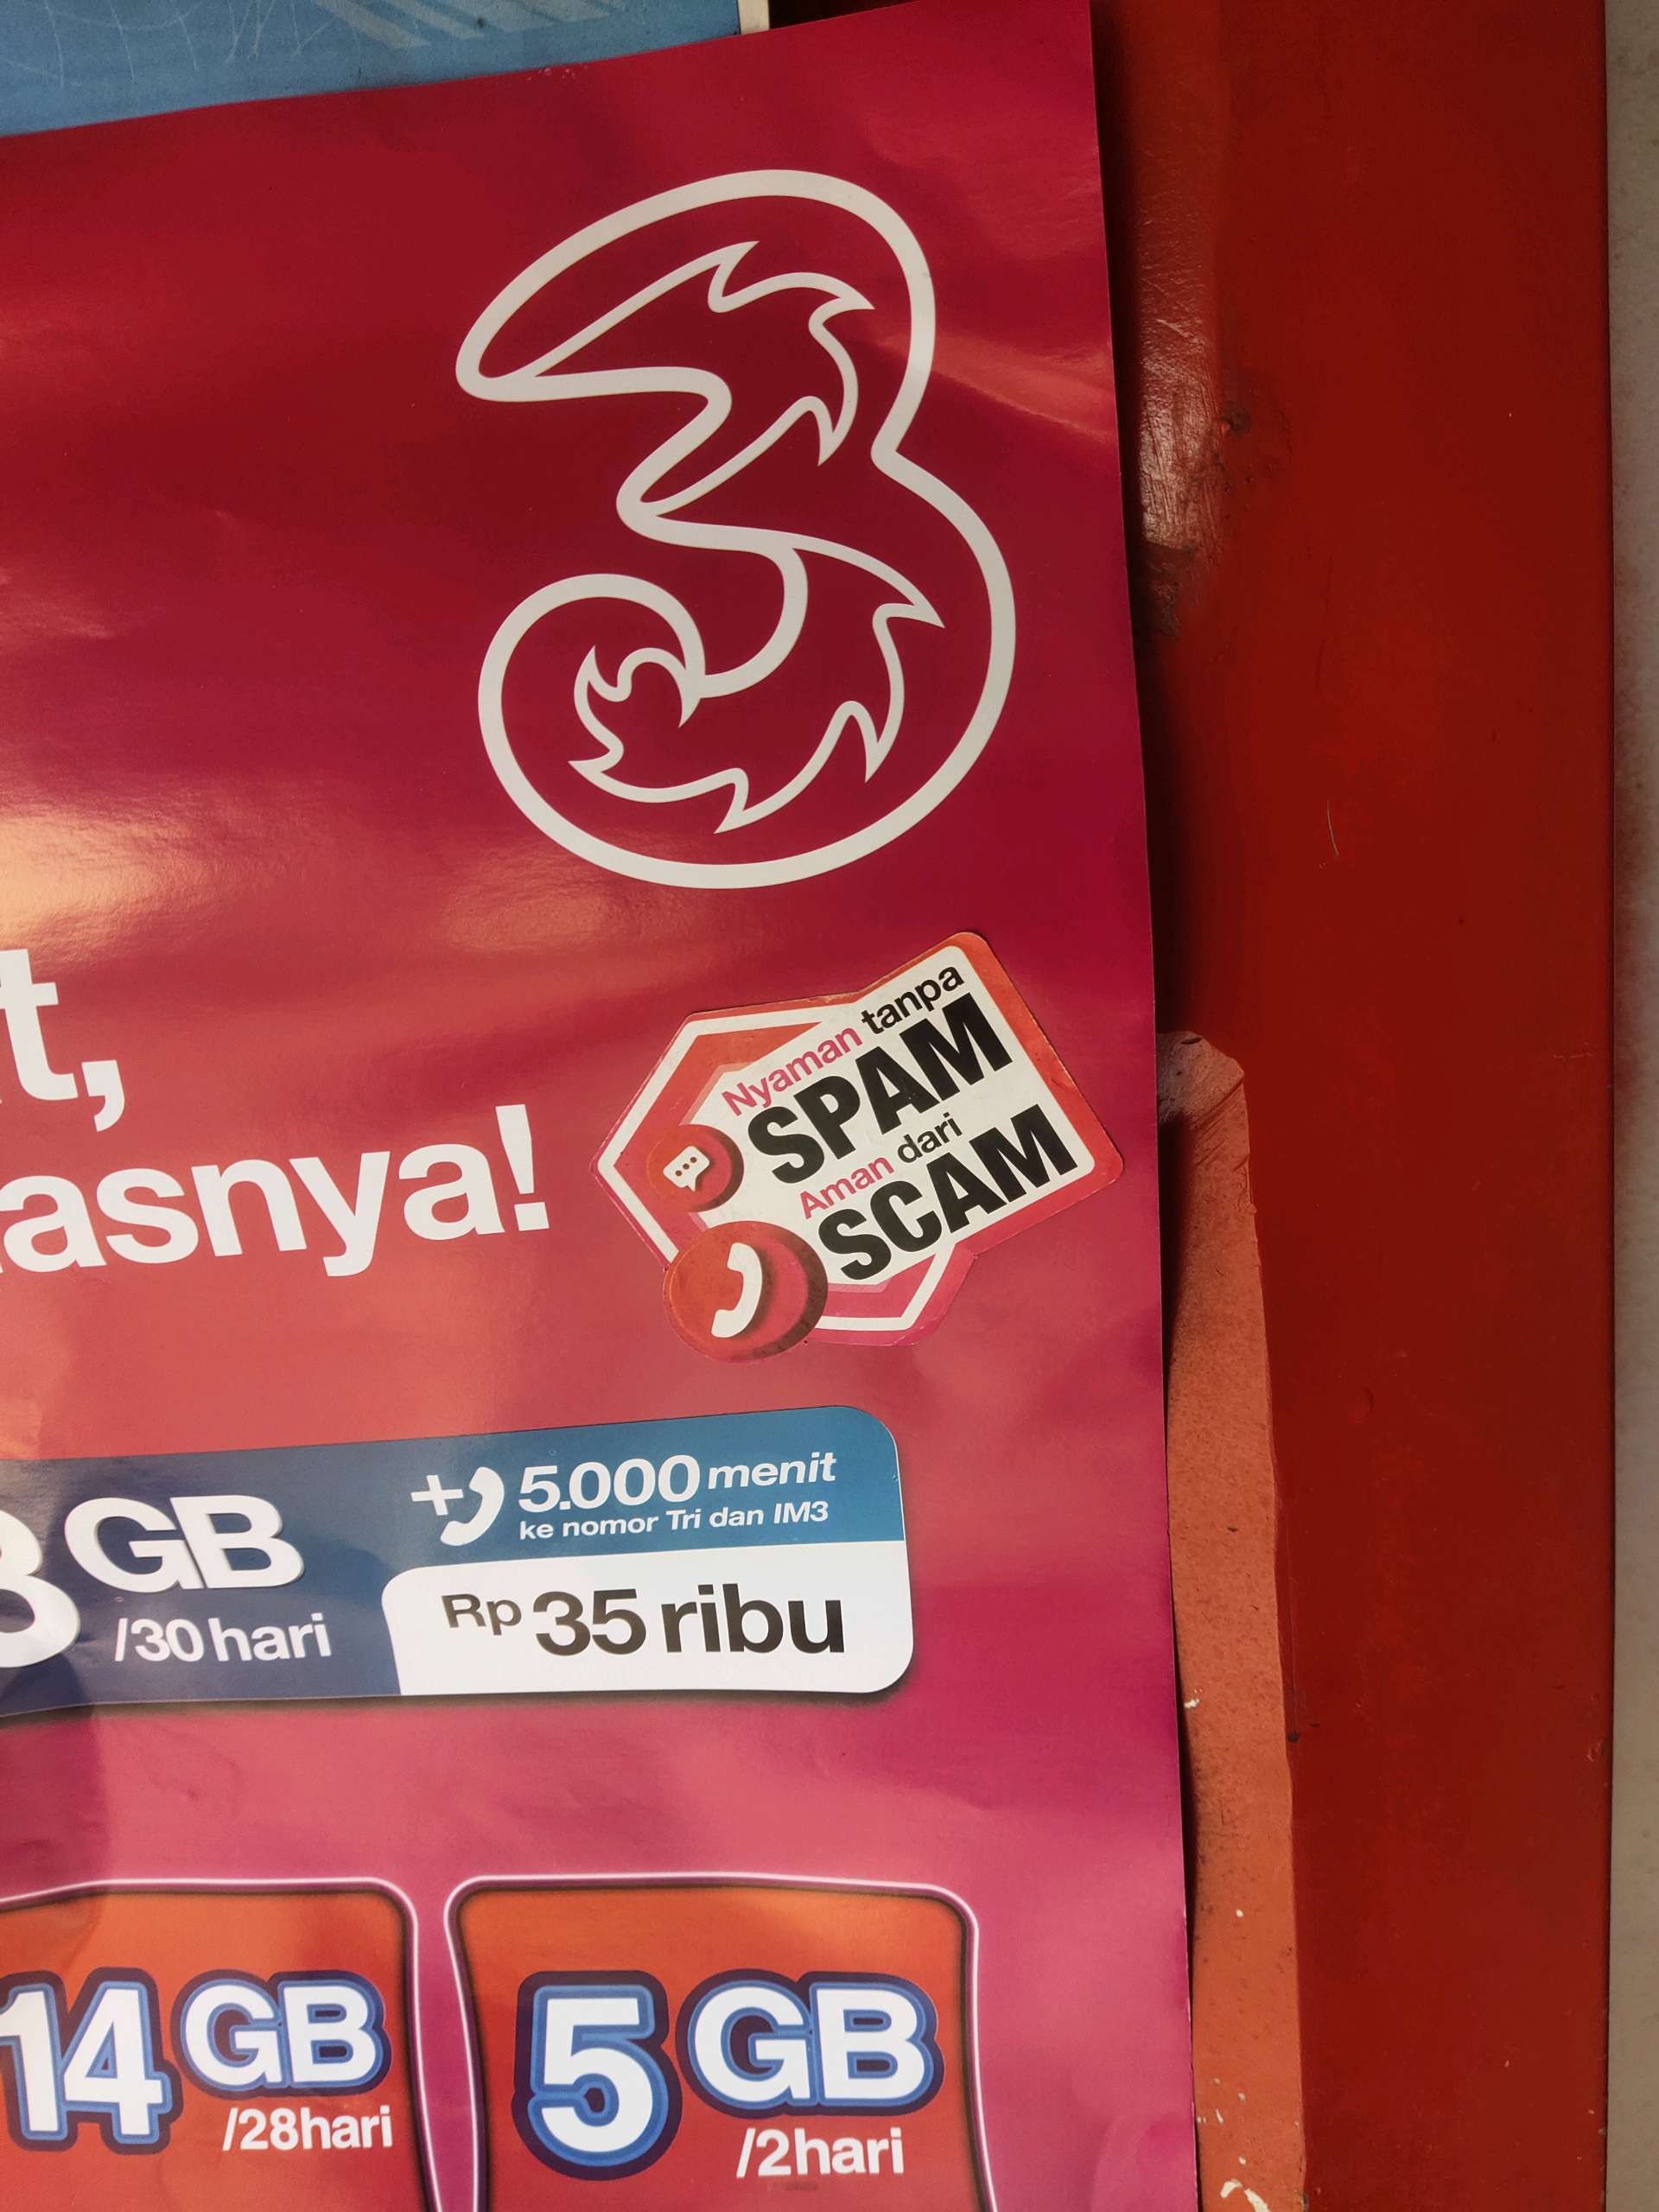 t,
asnya!
Nyaman tanpa
SPAM
Aman dari
SCAM
8 GB
/30 hari
+ 5.000 menit
ke nomor Tri dan IM3
Rp 35 ribu
14 GB
/28hari
5 GB
/2hari